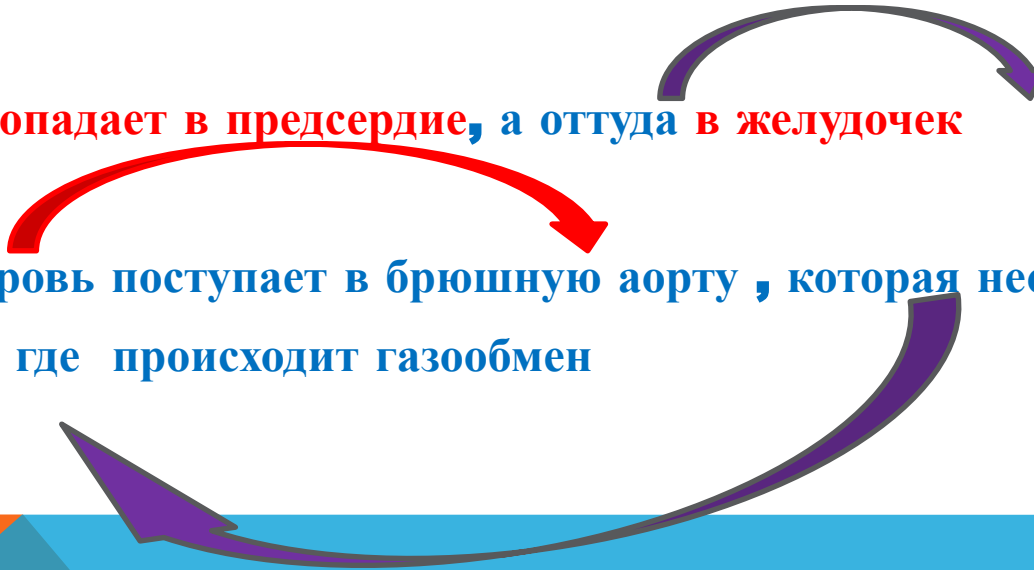 опадает в предсердие, а оттуда в желудочек
ровь поступает в брюшную аорту , которая нес
где происходит газообмен